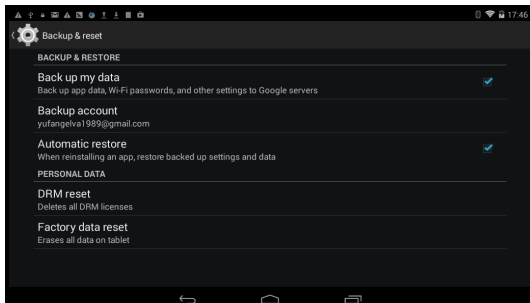 17:46
Backup & reset
BACKUP & RESTORE
Back up my data
Back up app data, Wi-Fi passwords, and other settings to Google servers
Backup account
yufangelva1989@gmail.com
Automatic restore
When reinstalling an app, restore backed up settings and data
PERSONAL DATA
DRM reset
Deletes all DRM licenses
Factory data reset
Erases all data on tablet